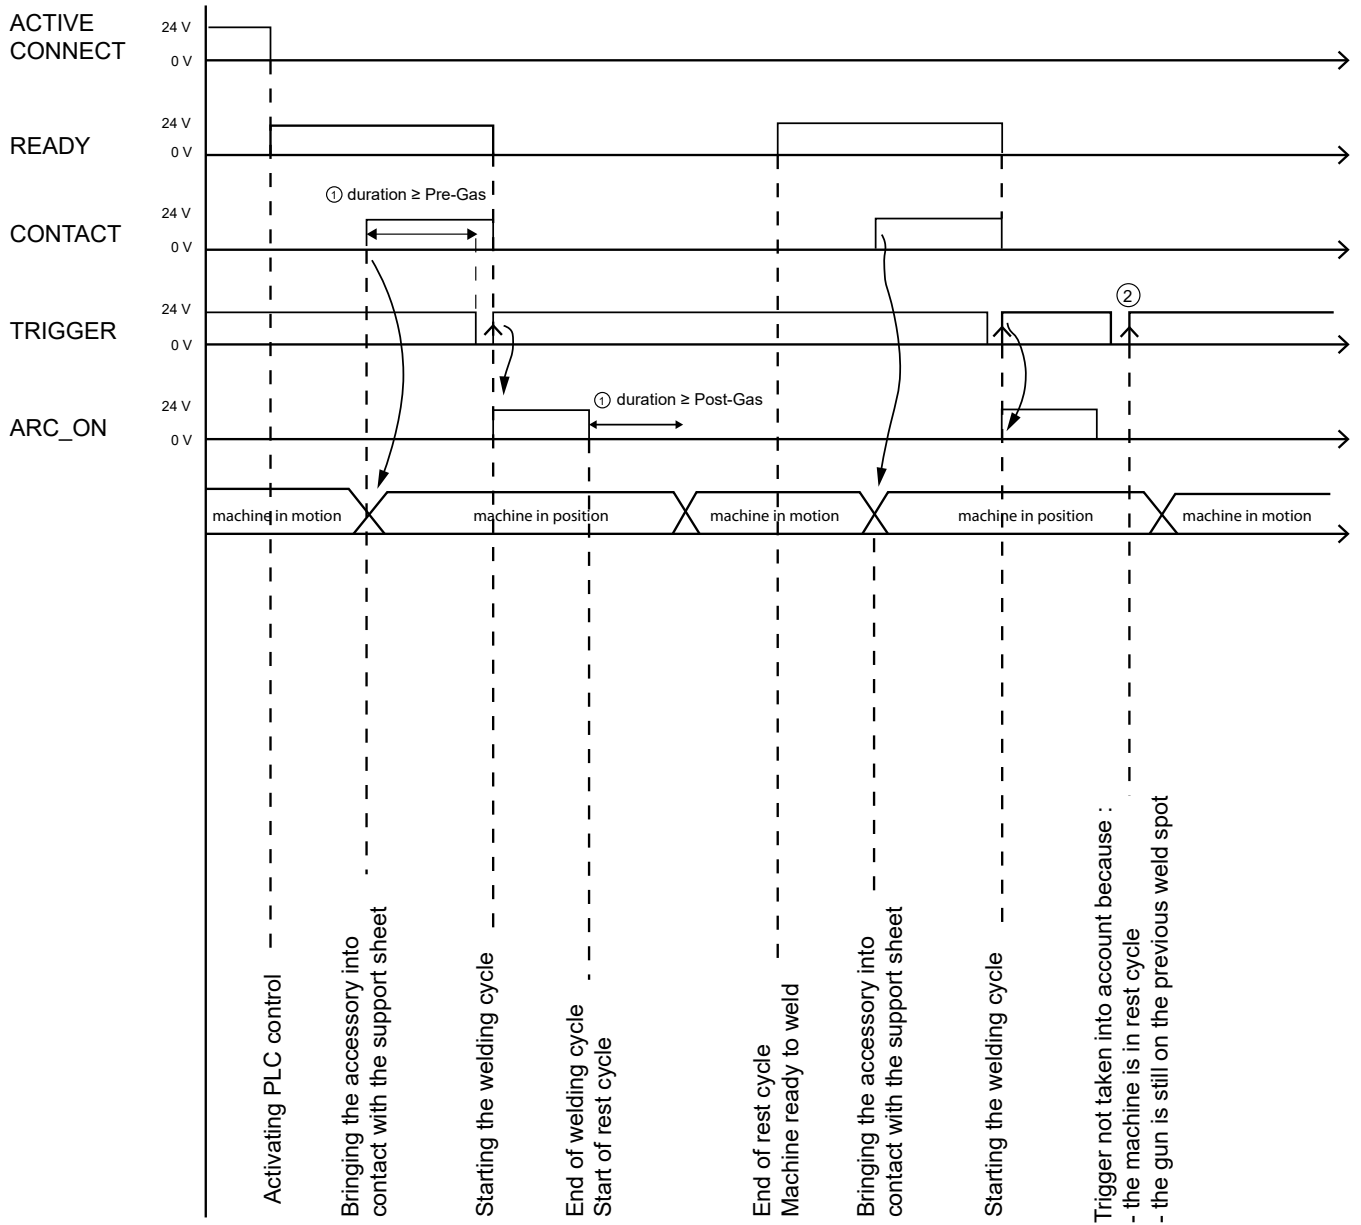 ACTIVE
CONNECT
24 V
0 V
READY
24 V
0 V
① duration ≥ Pre-Gas
CONTACT
24 V
0 V
②
TRIGGER
24 V
0 V
① duration ≥ Post-Gas
ARC_ON
24 V
0 V
machine in motion
machine in position
machine in motion
machine in position
machine in motion
Activating PLC control
Bringing the accessory into
contact with the support sheet
Starting the welding cycle
End of welding cycle
Start of rest cycle
End of rest cycle
Machine ready to weld
Bringing the accessory into
contact with the support sheet
Starting the welding cycle
Trigger not taken into account because :
- the machine is in rest cycle
- the gun is still on the previous weld spot